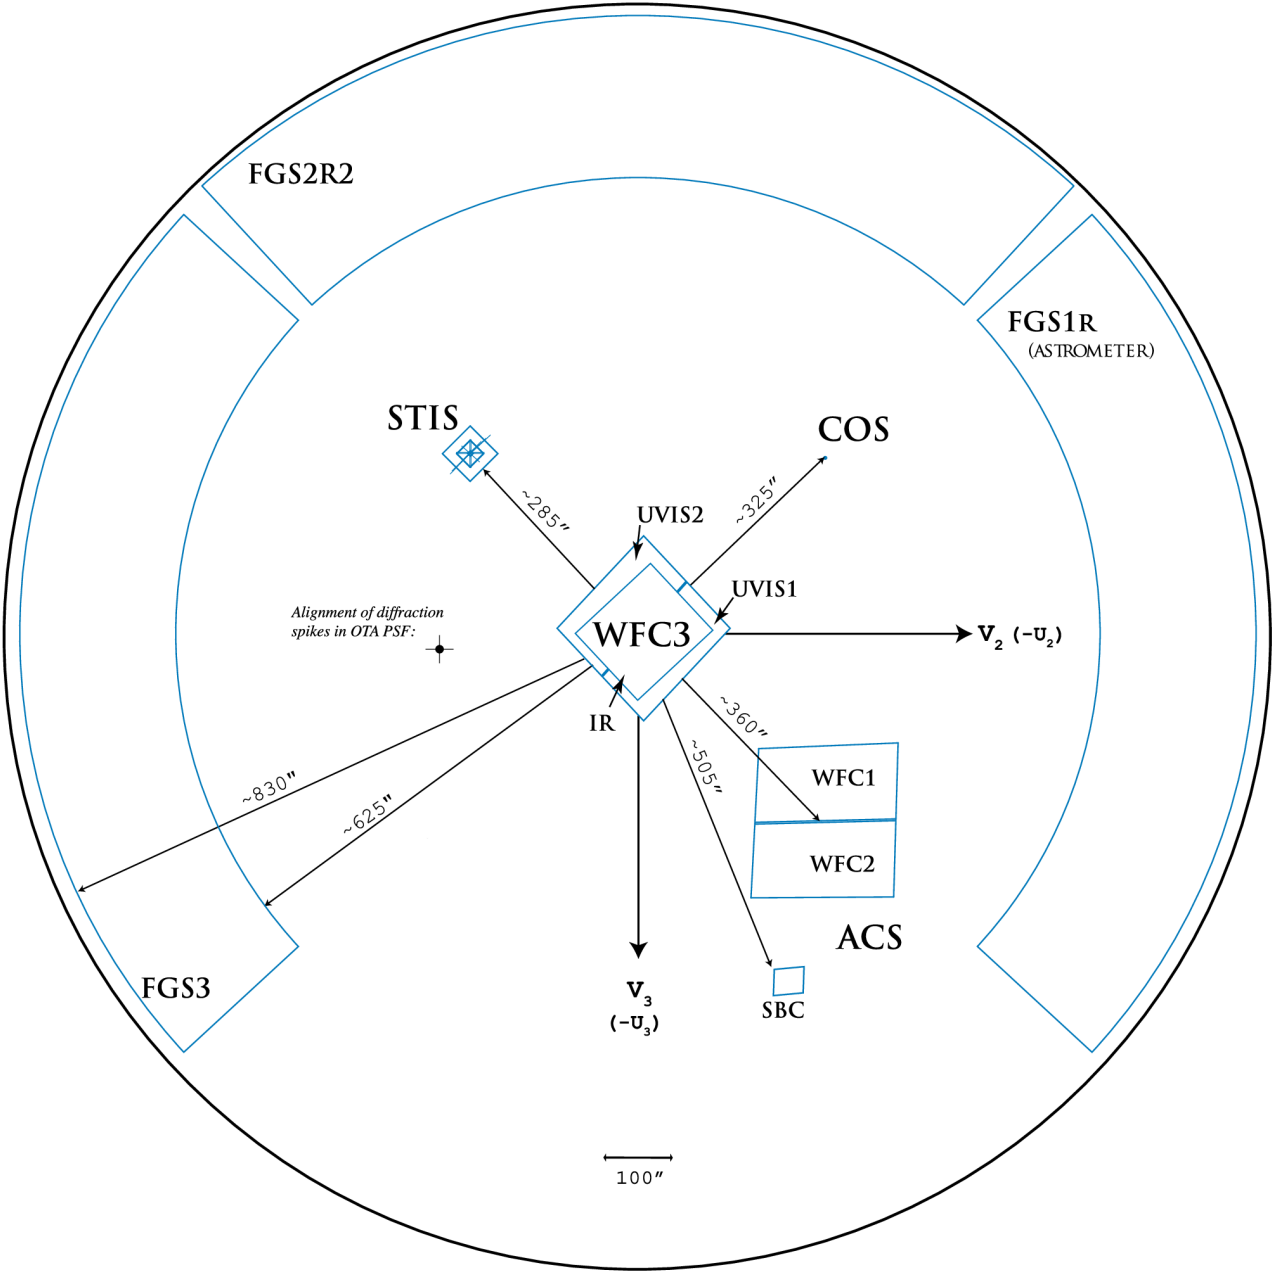 FGS2R2
FGS1R
(ASTROMETER)
STIS
COS
~285″
~325″
UVIS2
UVIS1
Alignment of diffraction
spikes in OTA PSF:
WFC3
V2 (-U2)
IR
~360″
~505″
~830″
~625″
WFC1
WFC2
ACS
FGS3
V3
(-U3)
SBC
100″